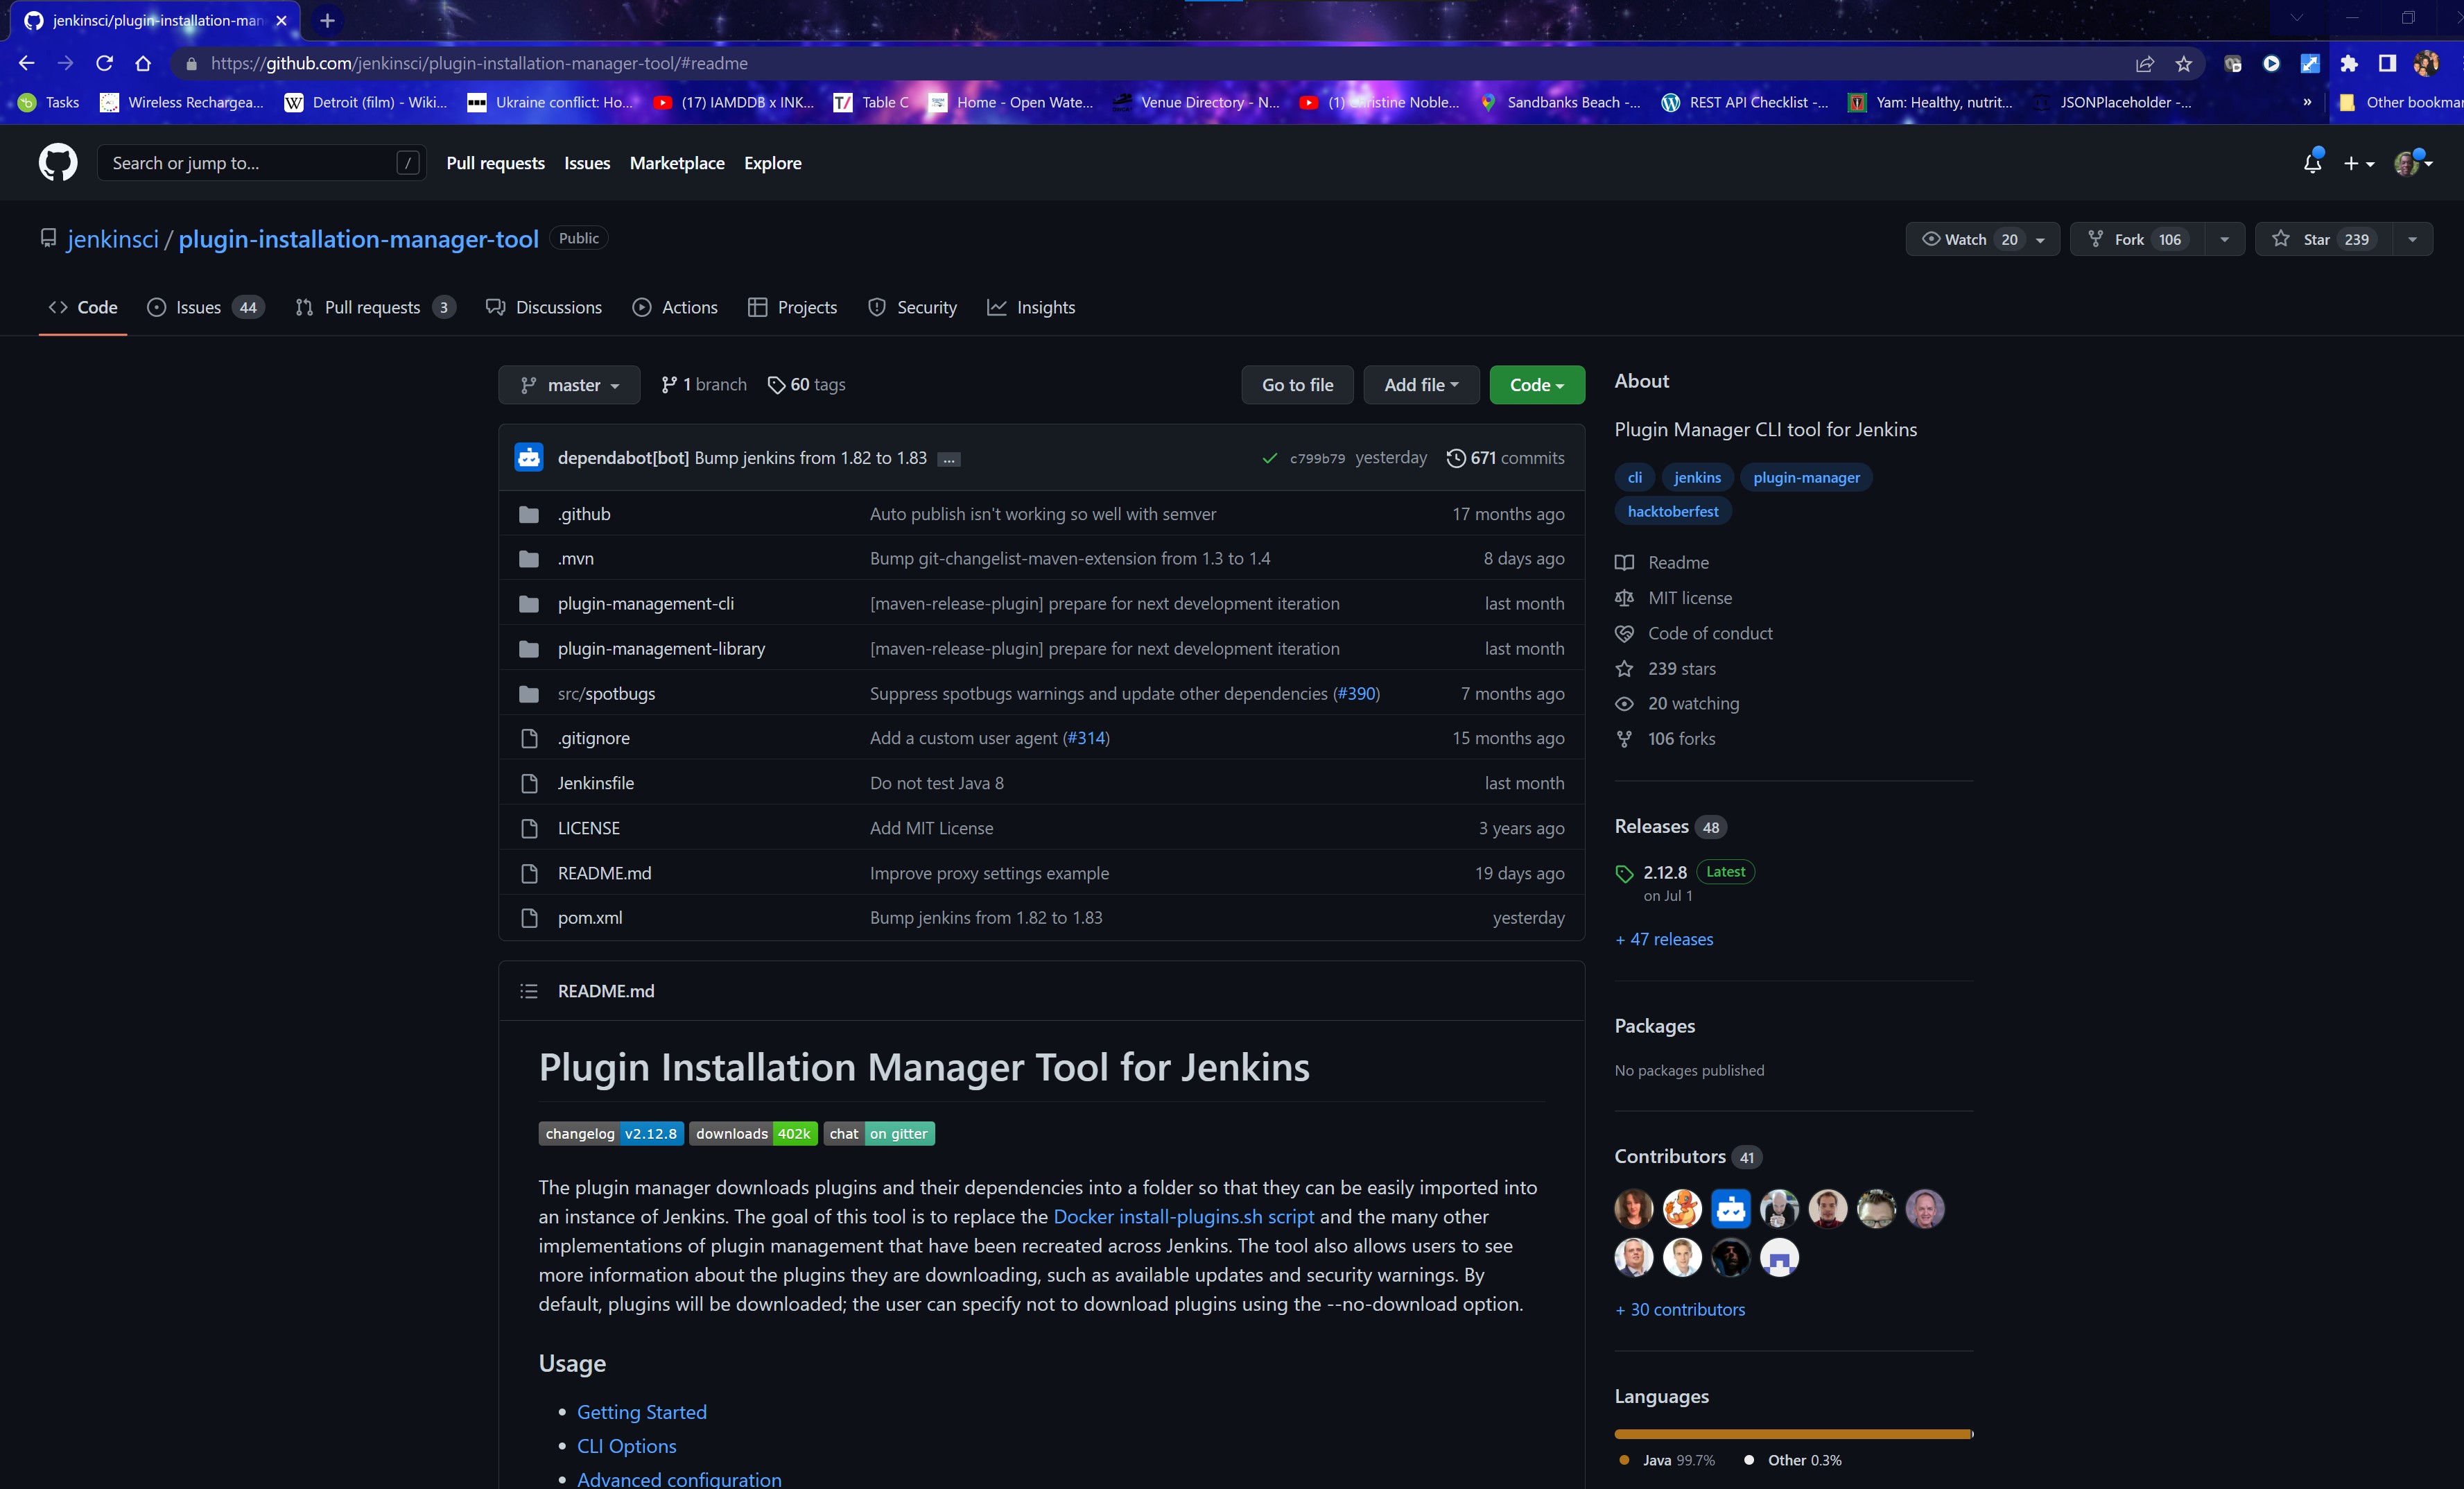 jenkinsci/plugin-installation-man
https://github.com/jenkinsci/plugin-installation-manager-tool/#readme
Tasks Wireless Rechargea... Detroit (film) - Wiki... Ukraine conflict: Ho... (17) IAMDDB x INK... Table C Home - Open Wate... Venue Directory - N... (1) Christine Noble... Sandbanks Beach -... REST API Checklist -... Yam: Healthy, nutrit... JSONPlaceholder -... » Other bookmar
Search or jump to... / Pull requests Issues Marketplace Explore
jenkinsci / plugin-installation-manager-tool Public Watch 20 Fork 106 Star 239
Code Issues 44 Pull requests 3 Discussions Actions Projects Security Insights
master 1 branch 60 tags Go to file Add file Code
dependabot[bot] Bump jenkins from 1.82 to 1.83 ... c799b79 yesterday 671 commits
.github Auto publish isn't working so well with semver 17 months ago
.mvn Bump git-changelist-maven-extension from 1.3 to 1.4 8 days ago
plugin-management-cli [maven-release-plugin] prepare for next development iteration last month
plugin-management-library [maven-release-plugin] prepare for next development iteration last month
src/spotbugs Suppress spotbugs warnings and update other dependencies (#390) 7 months ago
.gitignore Add a custom user agent (#314) 15 months ago
Jenkinsfile Do not test Java 8 last month
LICENSE Add MIT License 3 years ago
README.md Improve proxy settings example 19 days ago
pom.xml Bump jenkins from 1.82 to 1.83 yesterday
README.md
Plugin Installation Manager Tool for Jenkins
changelog v2.12.8 downloads 402k chat on gitter
The plugin manager downloads plugins and their dependencies into a folder so that they can be easily imported into
an instance of Jenkins. The goal of this tool is to replace the Docker install-plugins.sh script and the many other
implementations of plugin management that have been recreated across Jenkins. The tool also allows users to see
more information about the plugins they are downloading, such as available updates and security warnings. By
default, plugins will be downloaded; the user can specify not to download plugins using the --no-download option.
Usage
Getting Started
CLI Options
Advanced configuration
About
Plugin Manager CLI tool for Jenkins
cli jenkins plugin-manager
hacktoberfest
Readme
MIT license
Code of conduct
239 stars
20 watching
106 forks
Releases 48
2.12.8 Latest
on Jul 1
+ 47 releases
Packages
No packages published
Contributors 41
+ 30 contributors
Languages
Java 99.7% Other 0.3%